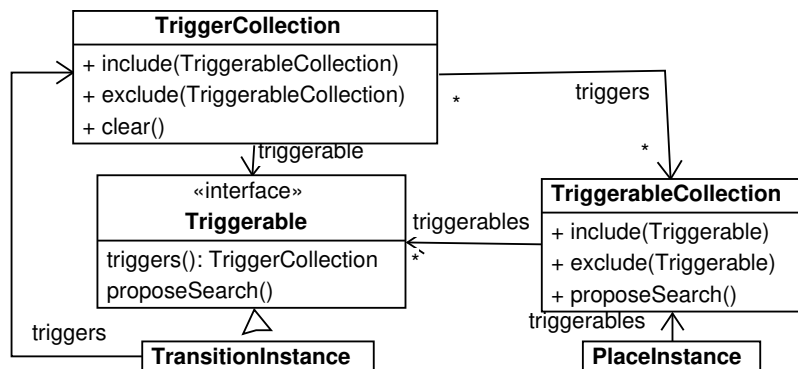 TriggerCollection
+ include(TriggerableCollection)
+ exclude(TriggerableCollection)
+ clear()
*
triggers
*
triggerable
«interface»
Triggerable
triggers(): TriggerCollection
proposeSearch()
triggerables
*
TriggerableCollection
+ include(Triggerable)
+ exclude(Triggerable)
+ proposeSearch()
triggers
triggerables
TransitionInstance
PlaceInstance